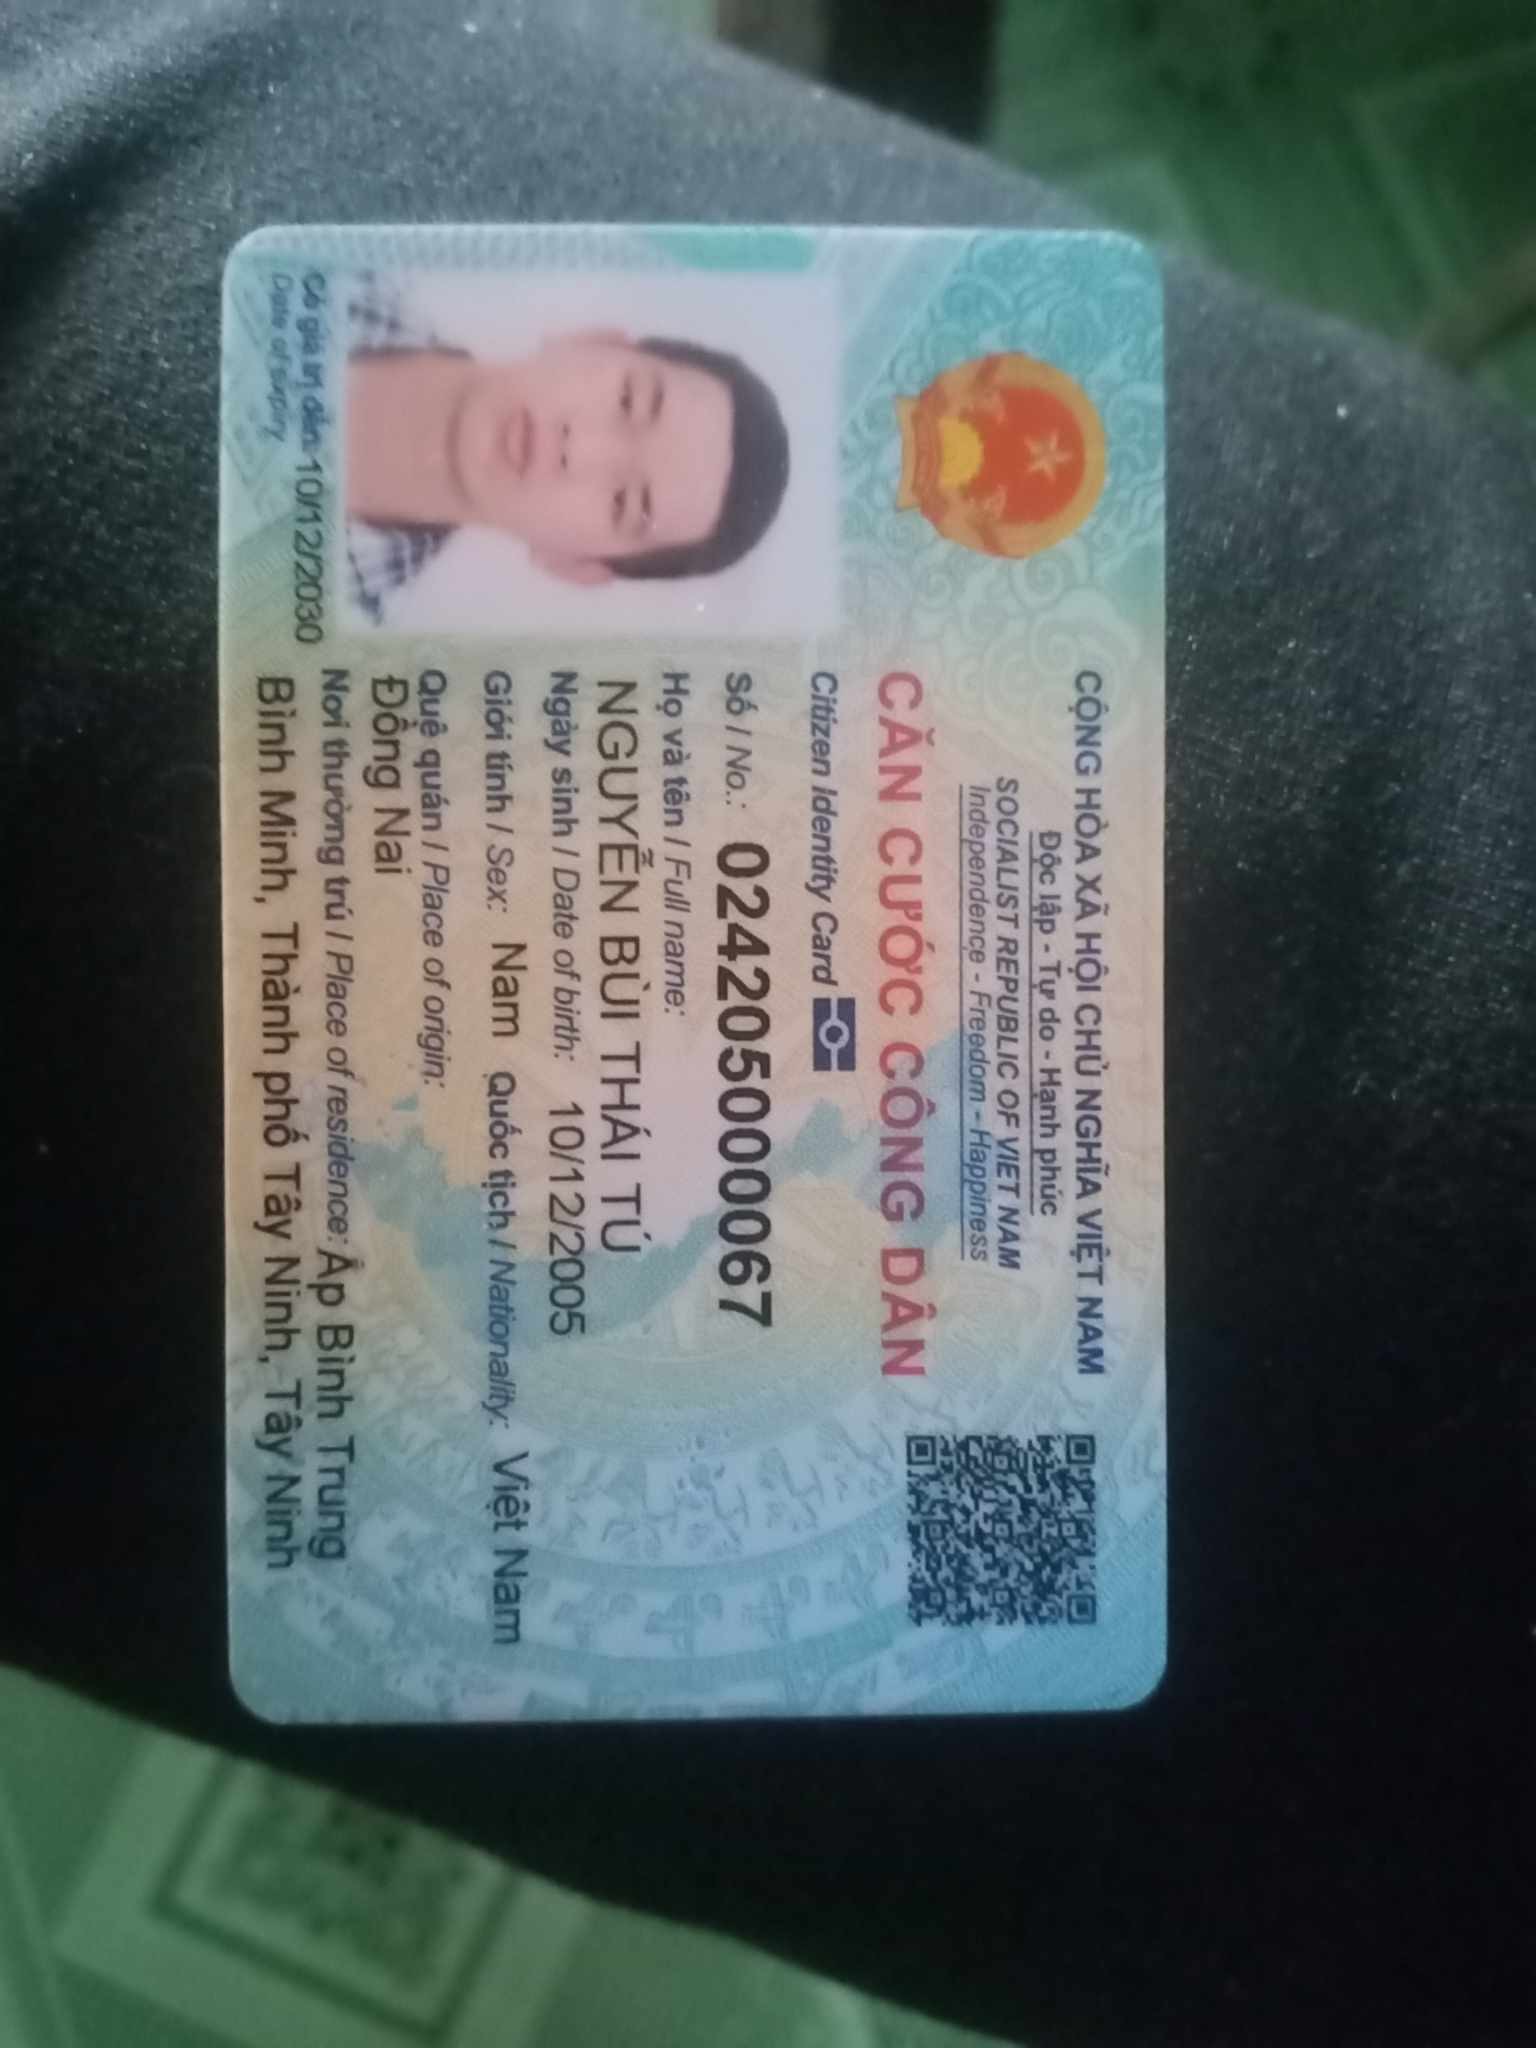 CỘNG HÒA XÃ HỘI CHỦ NGHĨA VIỆT NAM
Độc lập - Tự do - Hạnh phúc
SOCIALIST REPUBLIC OF VIET NAM
Independence - Freedom - Happiness
CĂN CƯỚC CÔNG DÂN
Citizen Identity Card
Số / No.: 024205000067
Họ và tên / Full name:
NGUYỄN BÙI THÁI TÚ
Ngày sinh / Date of birth: 10/12/2005
Giới tính / Sex: Nam Quốc tịch / Nationality: Việt Nam
Quê quán / Place of origin:
Đồng Nai
Nơi thường trú / Place of residence: Ấp Bình Trung
Bình Minh, Thành phố Tây Ninh, Tây Ninh
Có giá trị đến: 10/12/2030
Date of expiry